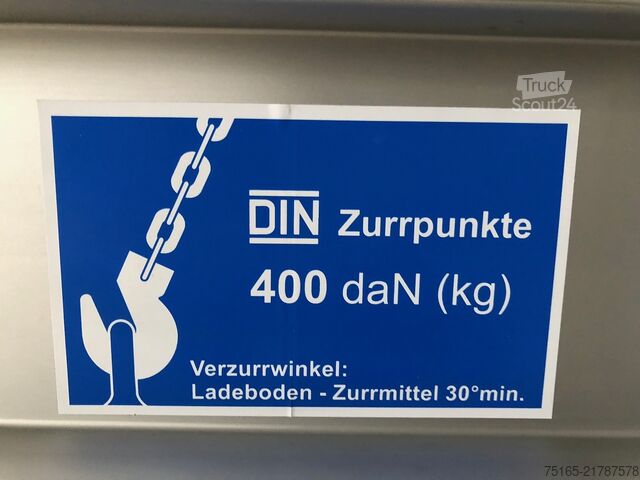 Truck
Scout24
DIN Zurrpunkte
400 daN (kg)
Verzurrwinkel:
Ladeboden - Zurrmittel 30°min.
75165-21787578